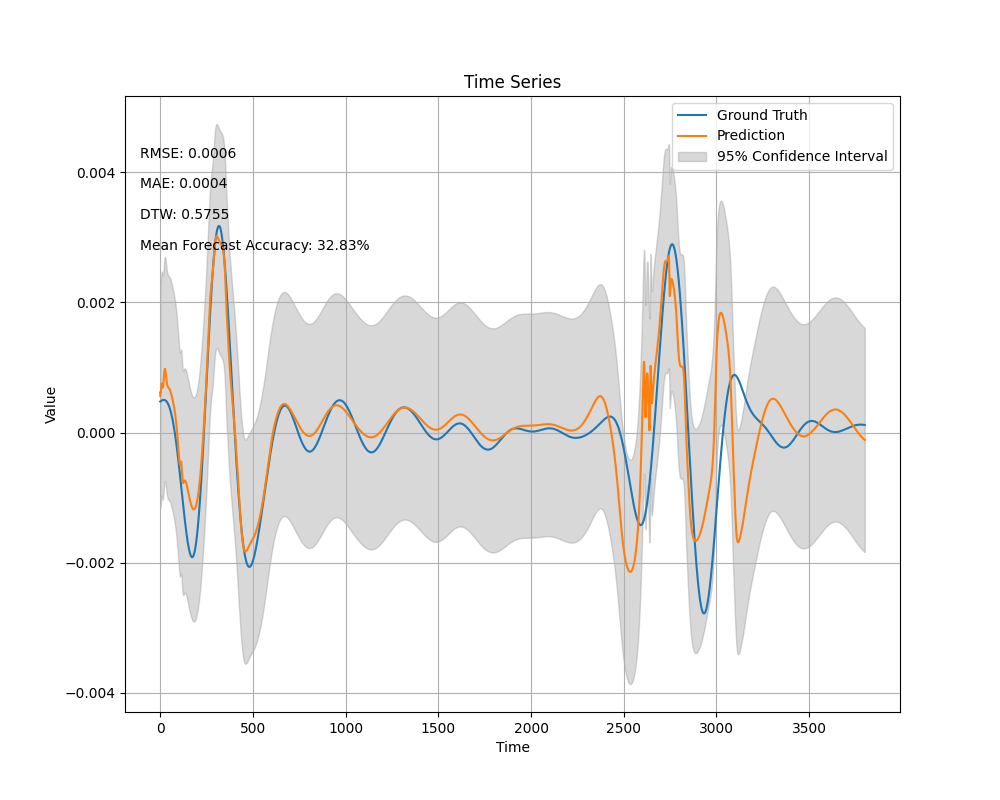 Time Series
Ground Truth
Prediction
95% Confidence Interval
RMSE: 0.0006
MAE: 0.0004
DTW: 0.5755
Mean Forecast Accuracy: 32.83%
Value
0.004
0.002
0.000
−0.002
−0.004
0 500 1000 1500 2000 2500 3000 3500
Time